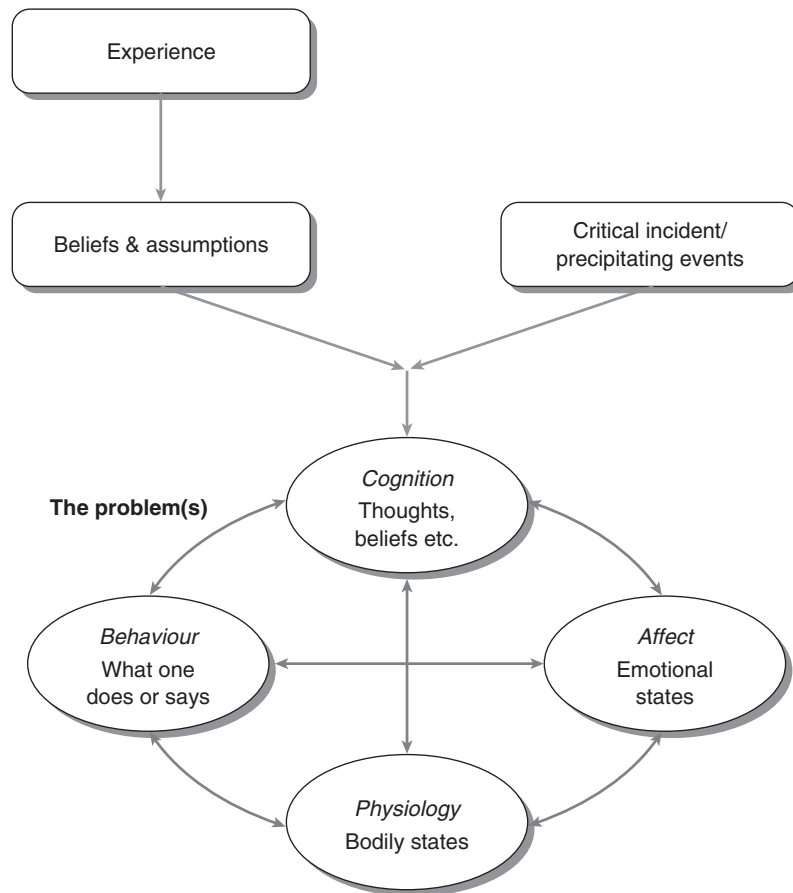 Experience
Beliefs & assumptions
Critical incident/
precipitating events
Cognition
Thoughts,
beliefs etc.
The problem(s)
Behaviour
What one
does or says
Affect
Emotional
states
Physiology
Bodily states